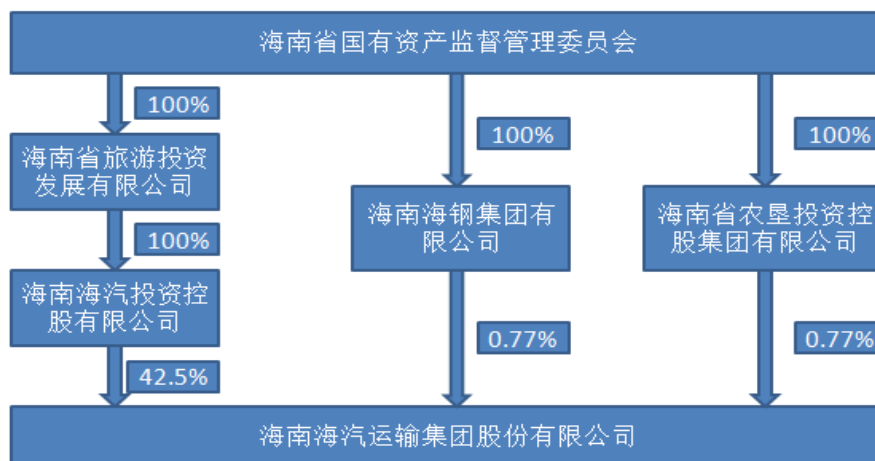 海南省国有资产监督管理委员会
100%
100%
100%
海南省旅游投资
发展有限公司
海南海钢集团有
限公司
海南省农垦投资控
股集团有限公司
100%
海南海汽投资控
股有限公司
0.77%
0.77%
42.5%
海南海汽运输集团股份有限公司